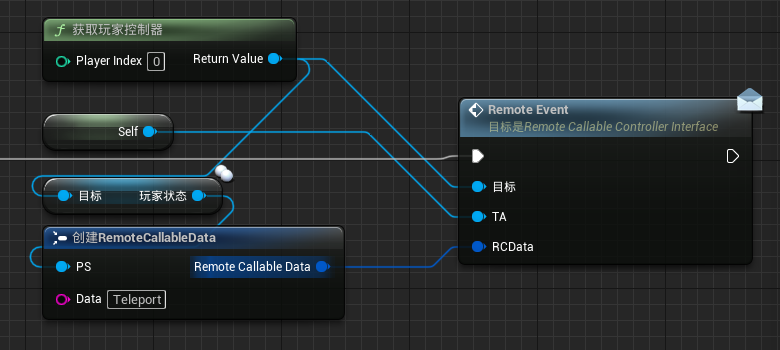 获取玩家控制器
Player Index 0 Return Value
Self
目标 玩家状态
创建RemoteCallableData
PS Remote Callable Data
Data Teleport
Remote Event
目标是Remote Callable Controller Interface
目标
TA
RCData